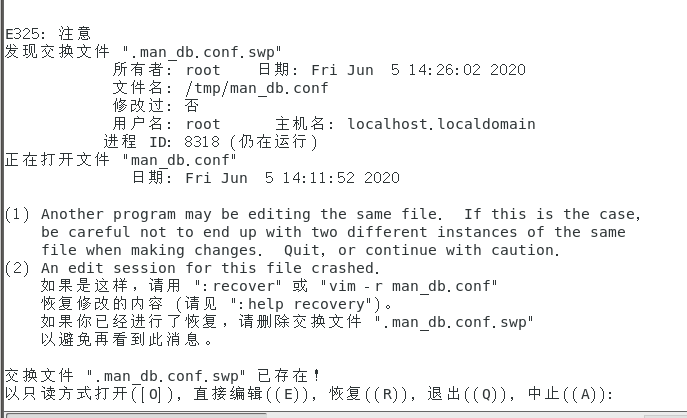 E325: 注意
发现交换文件 ".man_db.conf.swp"
所有者: root 日期: Fri Jun 5 14:26:02 2020
文件名: /tmp/man_db.conf
修改过: 否
用户名: root 主机名: localhost.localdomain
进程 ID: 8318 (仍在运行)
正在打开文件 "man_db.conf"
日期: Fri Jun 5 14:11:52 2020
(1) Another program may be editing the same file. If this is the case,
be careful not to end up with two different instances of the same
file when making changes. Quit, or continue with caution.
(2) An edit session for this file crashed.
如果是这样，请用 ":recover" 或 "vim -r man_db.conf"
恢复修改的内容 (请见 ":help recovery")。
如果你已经进行了恢复，请删除交换文件 ".man_db.conf.swp"
以避免再看到此消息。
交换文件 ".man_db.conf.swp" 已存在！
以只读方式打开([O])，直接编辑((E))，恢复((R))，退出((Q))，中止((A)):